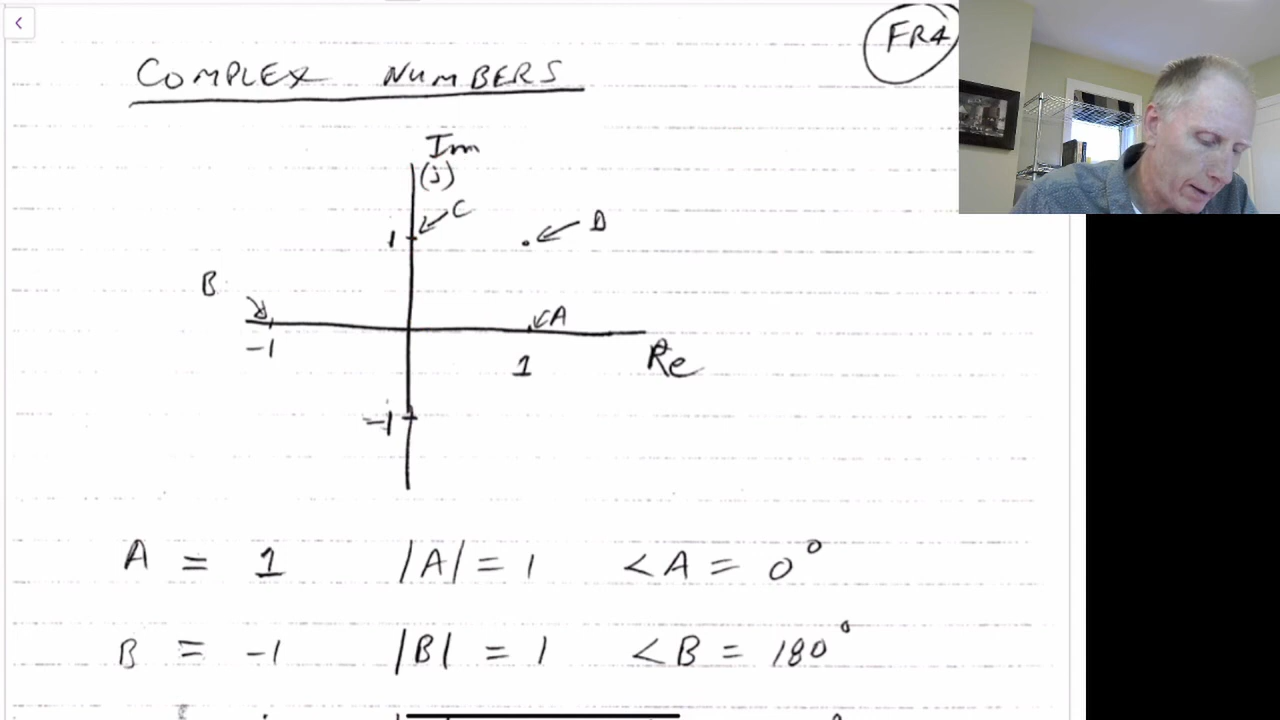 FR4
COMPLEX NUMBERS
Im
(j)
C
1
D
B
A
-1
1
Re
-1
A = 1 |A| = 1 <A = 0°
B = -1 |B| = 1 <B = 180°